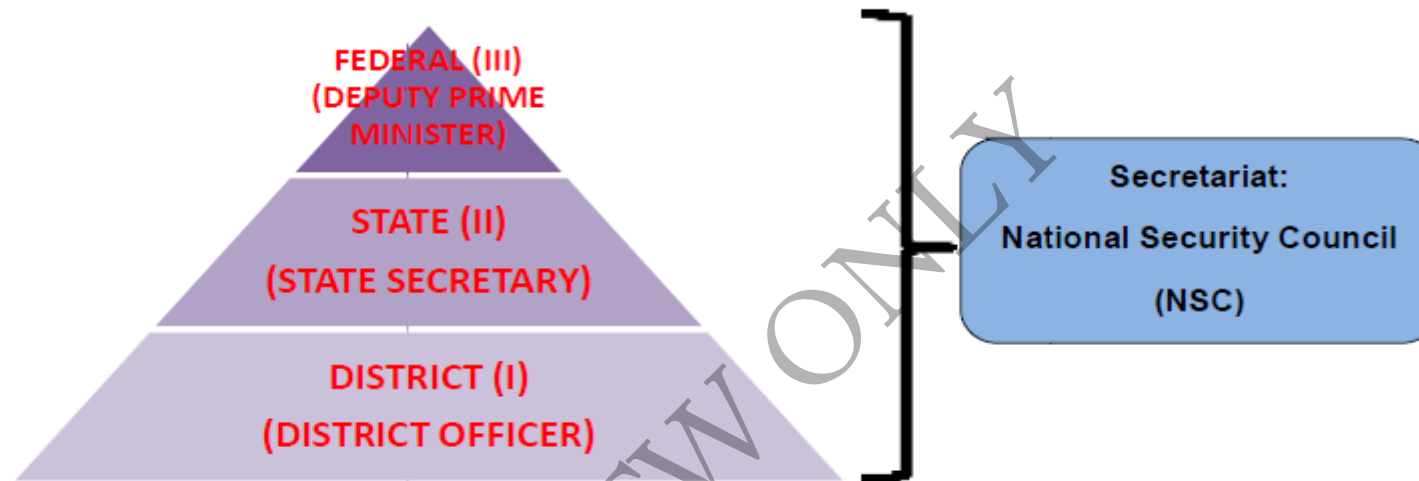 FEDERAL (III)
(DEPUTY PRIME
MINISTER)
STATE (II)
(STATE SECRETARY)
DISTRICT (I)
(DISTRICT OFFICER)
Secretariat:
National Security Council
(NSC)
ONLY